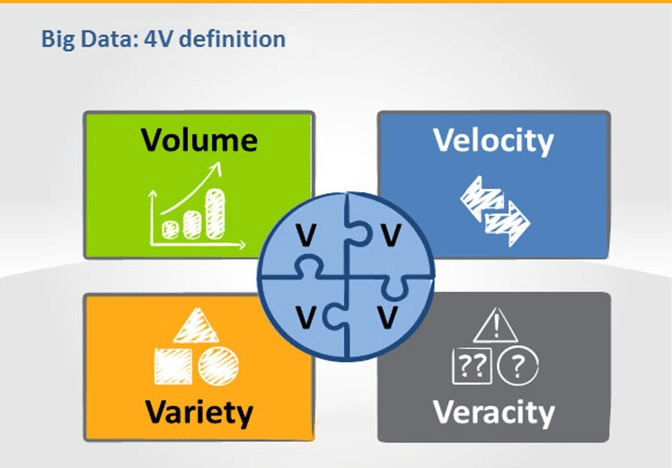 Big Data: 4V definition
Volume
Velocity
V V
V V
!
?? ?
Variety
Veracity